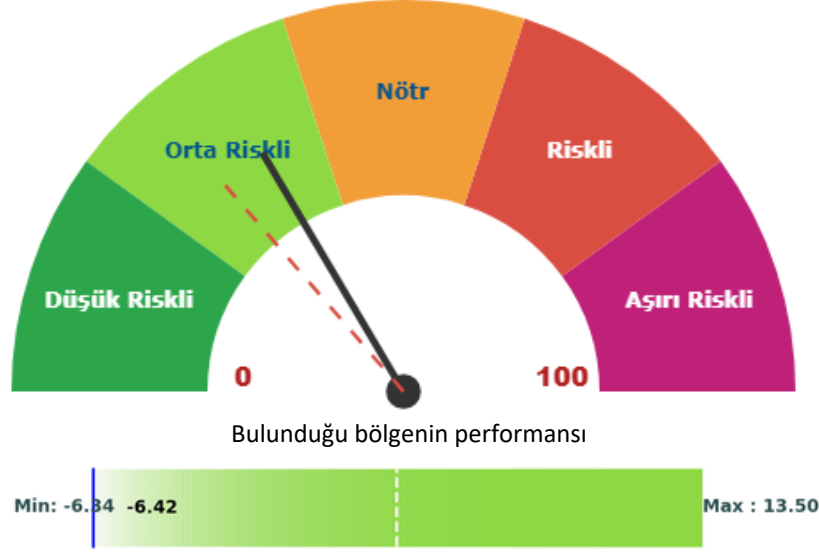 Nötr
Orta Riskli
Riskli
Düşük Riskli
Aşırı Riskli
0
100
Bulunduğu bölgenin performansı
Min: -6.84
-6.42
Max : 13.50